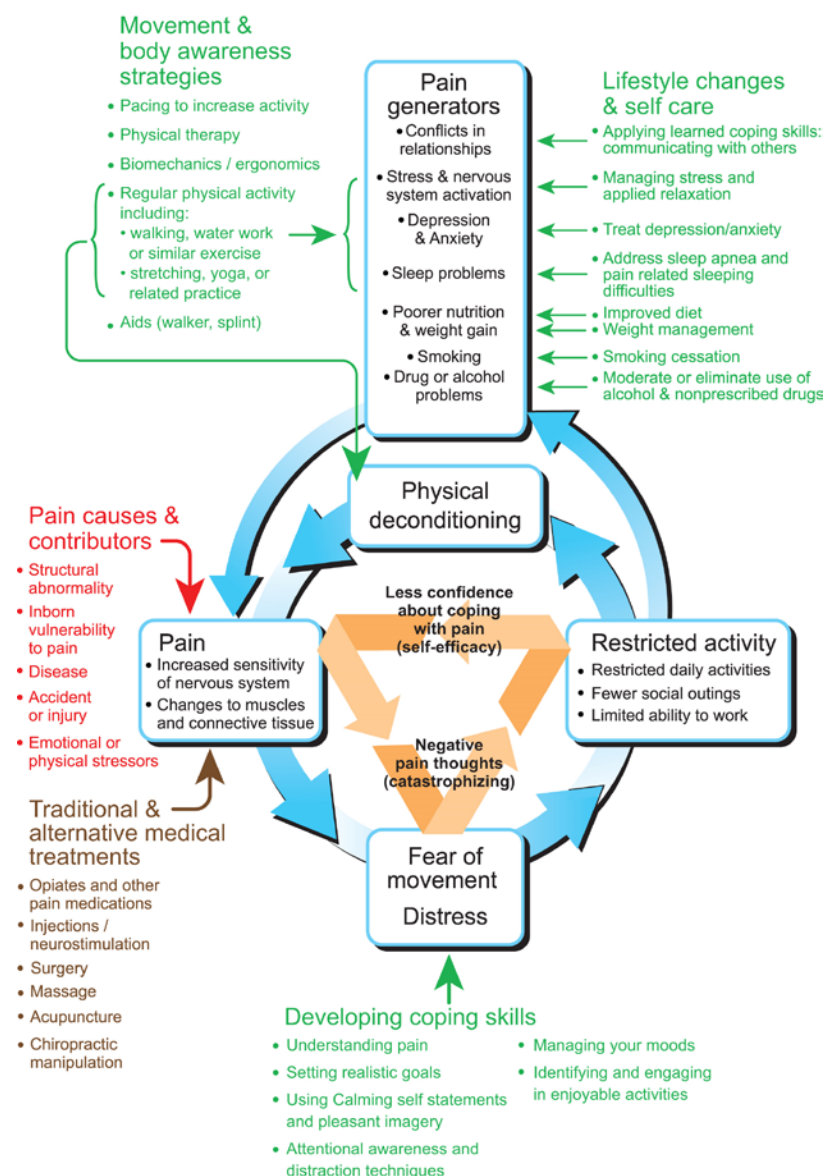 Movement &
body awareness
strategies
• Pacing to increase activity
• Physical therapy
• Biomechanics / ergonomics
• Regular physical activity
including:
• walking, water work
or similar exercise
• stretching, yoga, or
related practice
• Aids (walker, splint)
Pain
generators
• Conflicts in
relationships
• Stress & nervous
system activation
• Depression
& Anxiety
• Sleep problems
• Poorer nutrition
& weight gain
• Smoking
• Drug or alcohol
problems
Lifestyle changes
& self care
• Applying learned coping skills:
communicating with others
• Managing stress and
applied relaxation
• Treat depression/anxiety
• Address sleep apnea and
pain related sleeping
difficulties
• Improved diet
• Weight management
• Smoking cessation
• Moderate or eliminate use of
alcohol & nonprescribed drugs
Physical
deconditioning
Pain causes &
contributors
• Structural
abnormality
• Inborn
vulnerability
to pain
• Disease
• Accident
or injury
• Emotional or
physical stressors
Pain
• Increased sensitivity
of nervous system
• Changes to muscles
and connective tissue
Less confidence
about coping
with pain
(self-efficacy)
Negative
pain thoughts
(catastrophizing)
Restricted activity
• Restricted daily activities
• Fewer social outings
• Limited ability to work
Traditional &
alternative medical
treatments
• Opiates and other
pain medications
• Injections /
neurostimulation
• Surgery
• Massage
• Acupuncture
• Chiropractic
manipulation
Fear of
movement
Distress
Developing coping skills
• Understanding pain
• Setting realistic goals
• Using Calming self statements
and pleasant imagery
• Attentional awareness and
distraction techniques
• Managing your moods
• Identifying and engaging
in enjoyable activities